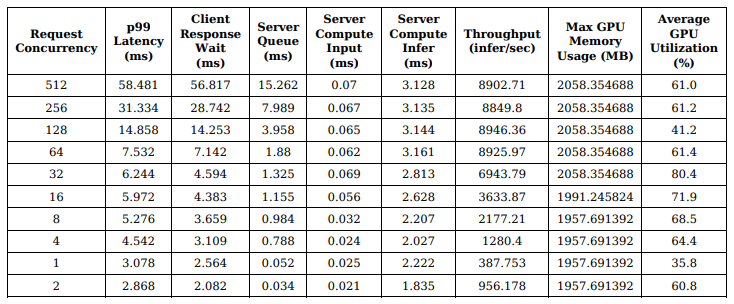 Request Concurrency | p99 Latency (ms) | Client Response Wait (ms) | Server Queue (ms) | Server Compute Input (ms) | Server Compute Infer (ms) | Throughput (infer/sec) | Max GPU Memory Usage (MB) | Average GPU Utilization (%)
512 | 58.481 | 56.817 | 15.262 | 0.07 | 3.128 | 8902.71 | 2058.354688 | 61.0
256 | 31.334 | 28.742 | 7.989 | 0.067 | 3.135 | 8849.8 | 2058.354688 | 61.2
128 | 14.858 | 14.253 | 3.958 | 0.065 | 3.144 | 8946.36 | 2058.354688 | 41.2
64 | 7.532 | 7.142 | 1.88 | 0.062 | 3.161 | 8925.97 | 2058.354688 | 61.4
32 | 6.244 | 4.594 | 1.325 | 0.069 | 2.813 | 6943.79 | 2058.354688 | 80.4
16 | 5.972 | 4.383 | 1.155 | 0.056 | 2.628 | 3633.87 | 1991.245824 | 71.9
8 | 5.276 | 3.659 | 0.984 | 0.032 | 2.207 | 2177.21 | 1957.691392 | 68.5
4 | 4.542 | 3.109 | 0.788 | 0.024 | 2.027 | 1280.4 | 1957.691392 | 64.4
1 | 3.078 | 2.564 | 0.052 | 0.025 | 2.222 | 387.753 | 1957.691392 | 35.8
2 | 2.868 | 2.082 | 0.034 | 0.021 | 1.835 | 956.178 | 1957.691392 | 60.8